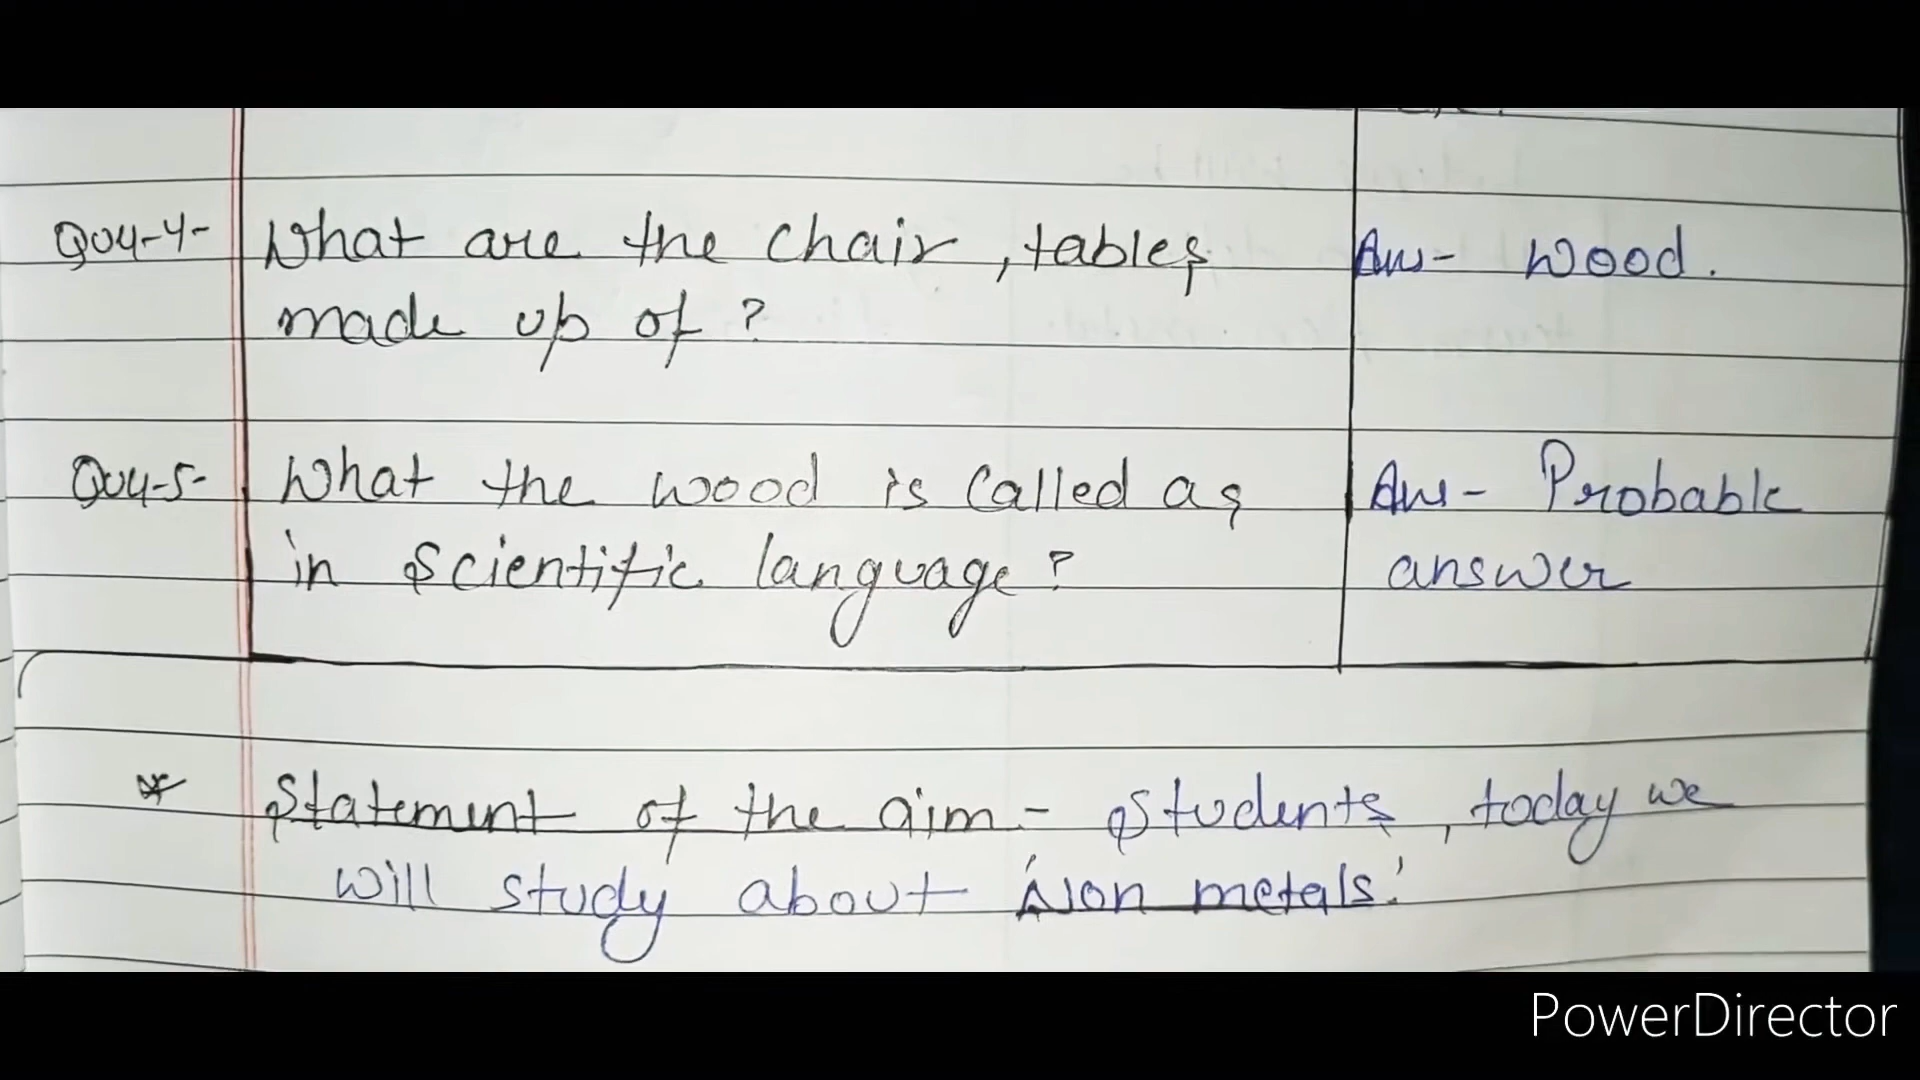 Que-4- What are the chair, tables Ans- Wood.
made up of ?
Que-5- What the wood is called as Ans- Probable
in scientific language? answer
* Statement of the aim - Students, today we
will study about 'Non metals.'
PowerDirector